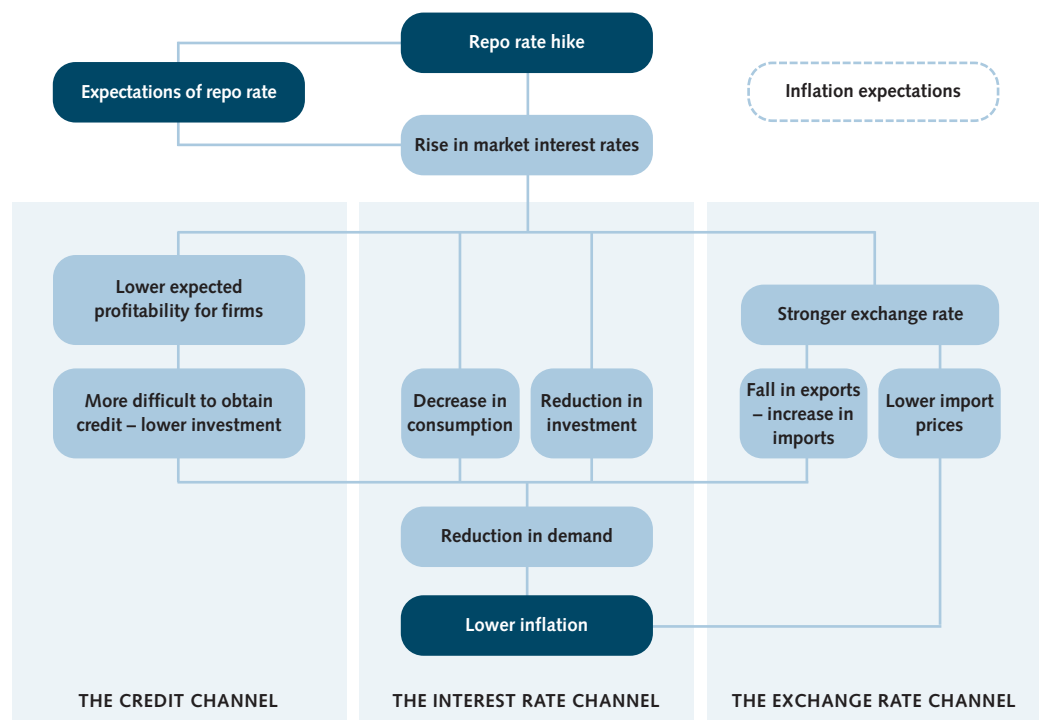 Repo rate hike
Expectations of repo rate
Inflation expectations
Rise in market interest rates
Lower expected
profitability for firms
Stronger exchange rate
More difficult to obtain
credit – lower investment
Decrease in
consumption
Reduction in
investment
Fall in exports
– increase in
imports
Lower import
prices
Reduction in demand
Lower inflation
THE CREDIT CHANNEL
THE INTEREST RATE CHANNEL
THE EXCHANGE RATE CHANNEL